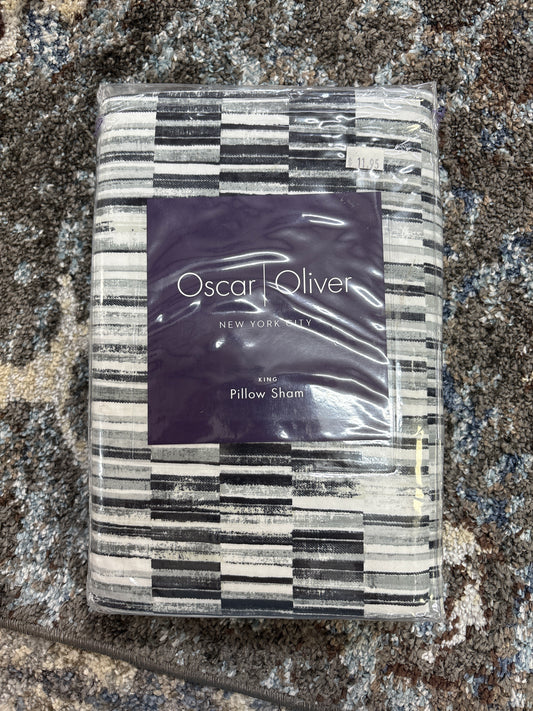 11.95
Oscar | Oliver
NEW YORK CITY
KING
Pillow Sham